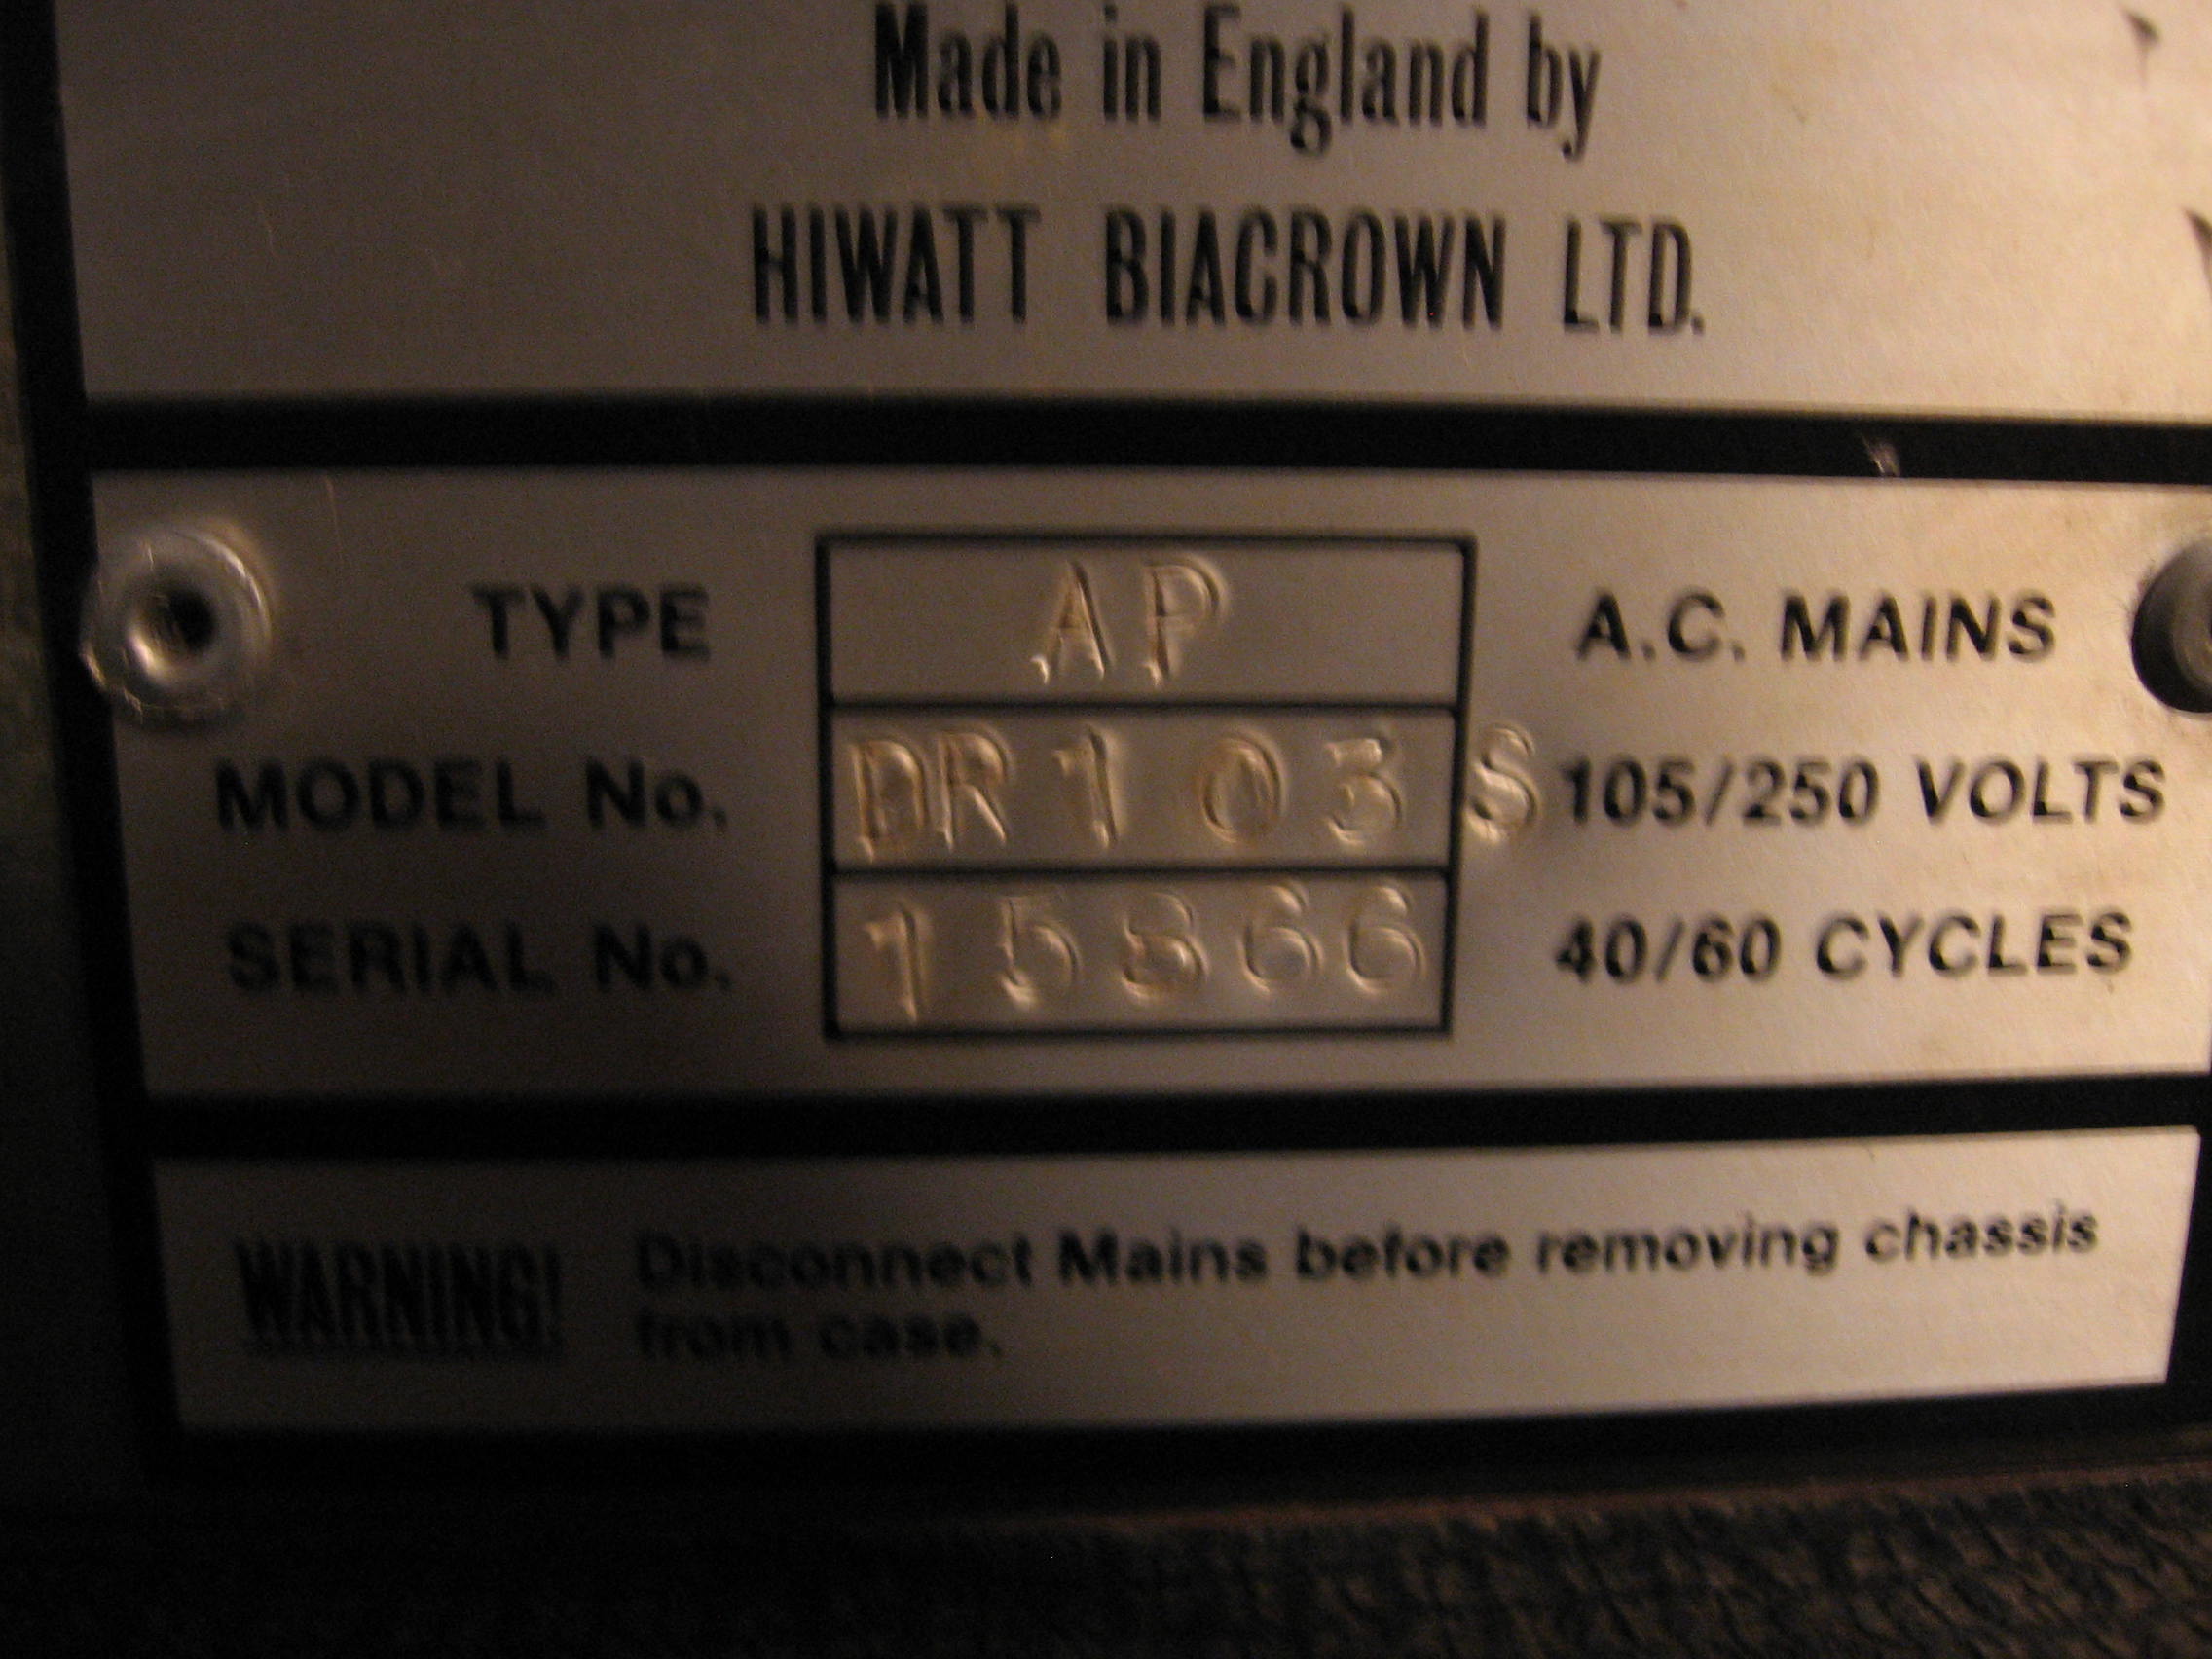 Made in England by
HIWATT BIACROWN LTD.
TYPE AP A.C. MAINS
MODEL No. DR103S 105/250 VOLTS
SERIAL No. 15866 40/60 CYCLES
WARNING! Disconnect Mains before removing chassis
from case.